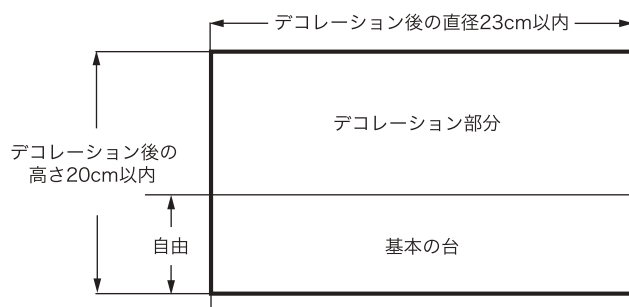 デコレーション後の直径23cm以内
デコレーション部分
デコレーション後の
高さ20cm以内
自由
基本の台